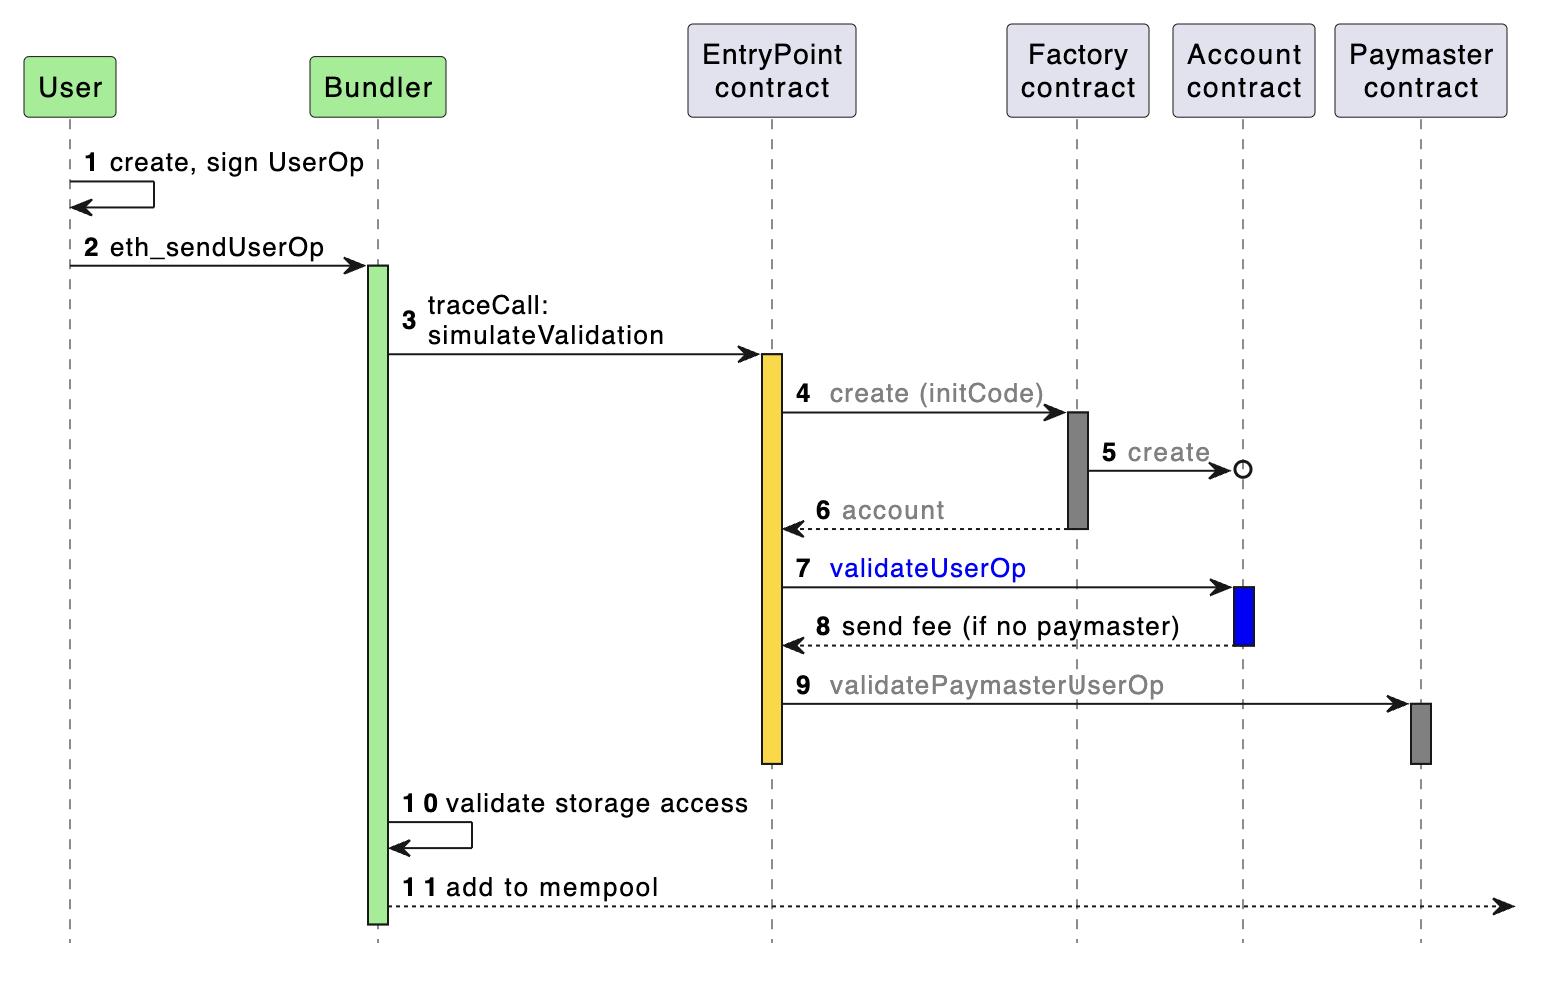 User
Bundler
EntryPoint
contract
Factory
contract
Account
contract
Paymaster
contract
1 create, sign UserOp
2 eth_sendUserOp
3 traceCall:
simulateValidation
4 create (initCode)
5 create
6 account
7 validateUserOp
8 send fee (if no paymaster)
9 validatePaymasterUserOp
10 validate storage access
11 add to mempool